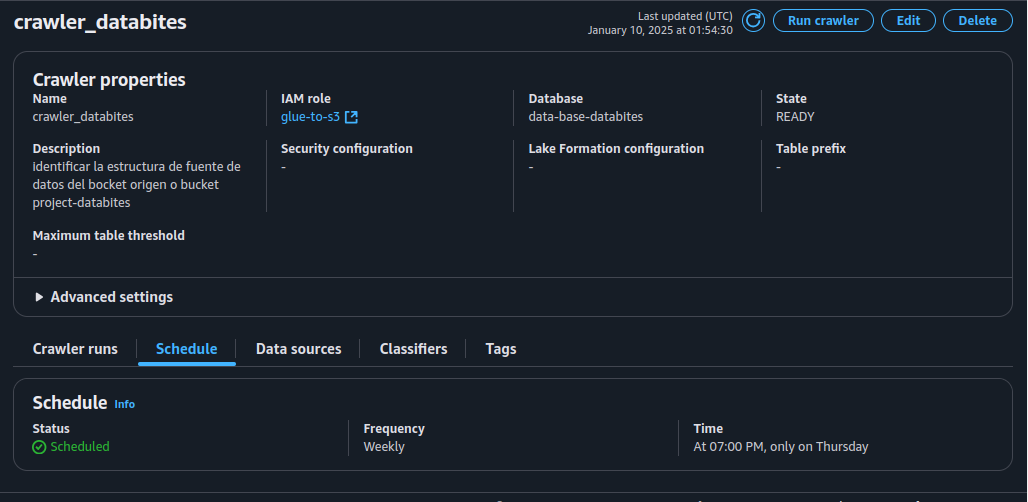 crawler_databites
Last updated (UTC)
January 10, 2025 at 01:54:30
Run crawler
Edit
Delete
Crawler properties
Name
crawler_databites
IAM role
glue-to-s3
Database
data-base-databites
State
READY
Description
identificar la estructura de fuente de
datos del bocket origen o bucket
project-databites
Security configuration
-
Lake Formation configuration
-
Table prefix
-
Maximum table threshold
-
Advanced settings
Crawler runs
Schedule
Data sources
Classifiers
Tags
Schedule Info
Status
Scheduled
Frequency
Weekly
Time
At 07:00 PM, only on Thursday